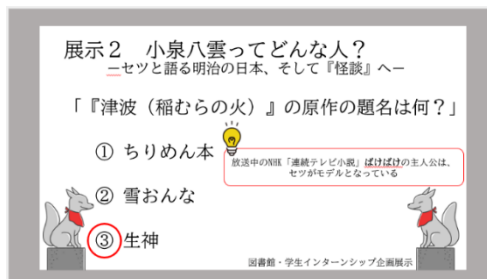 展示２　小泉八雲ってどんな人？
－セツと語る明治の日本、そして『怪談』へ－
「『津波（稲むらの火）』の原作の題名は何？」
① ちりめん本
放送中のNHK「連続テレビ小説」ばけばけの主人公は、
セツがモデルとなっている
② 雪おんな
③ 生神
図書館・学生インターンシップ企画展示